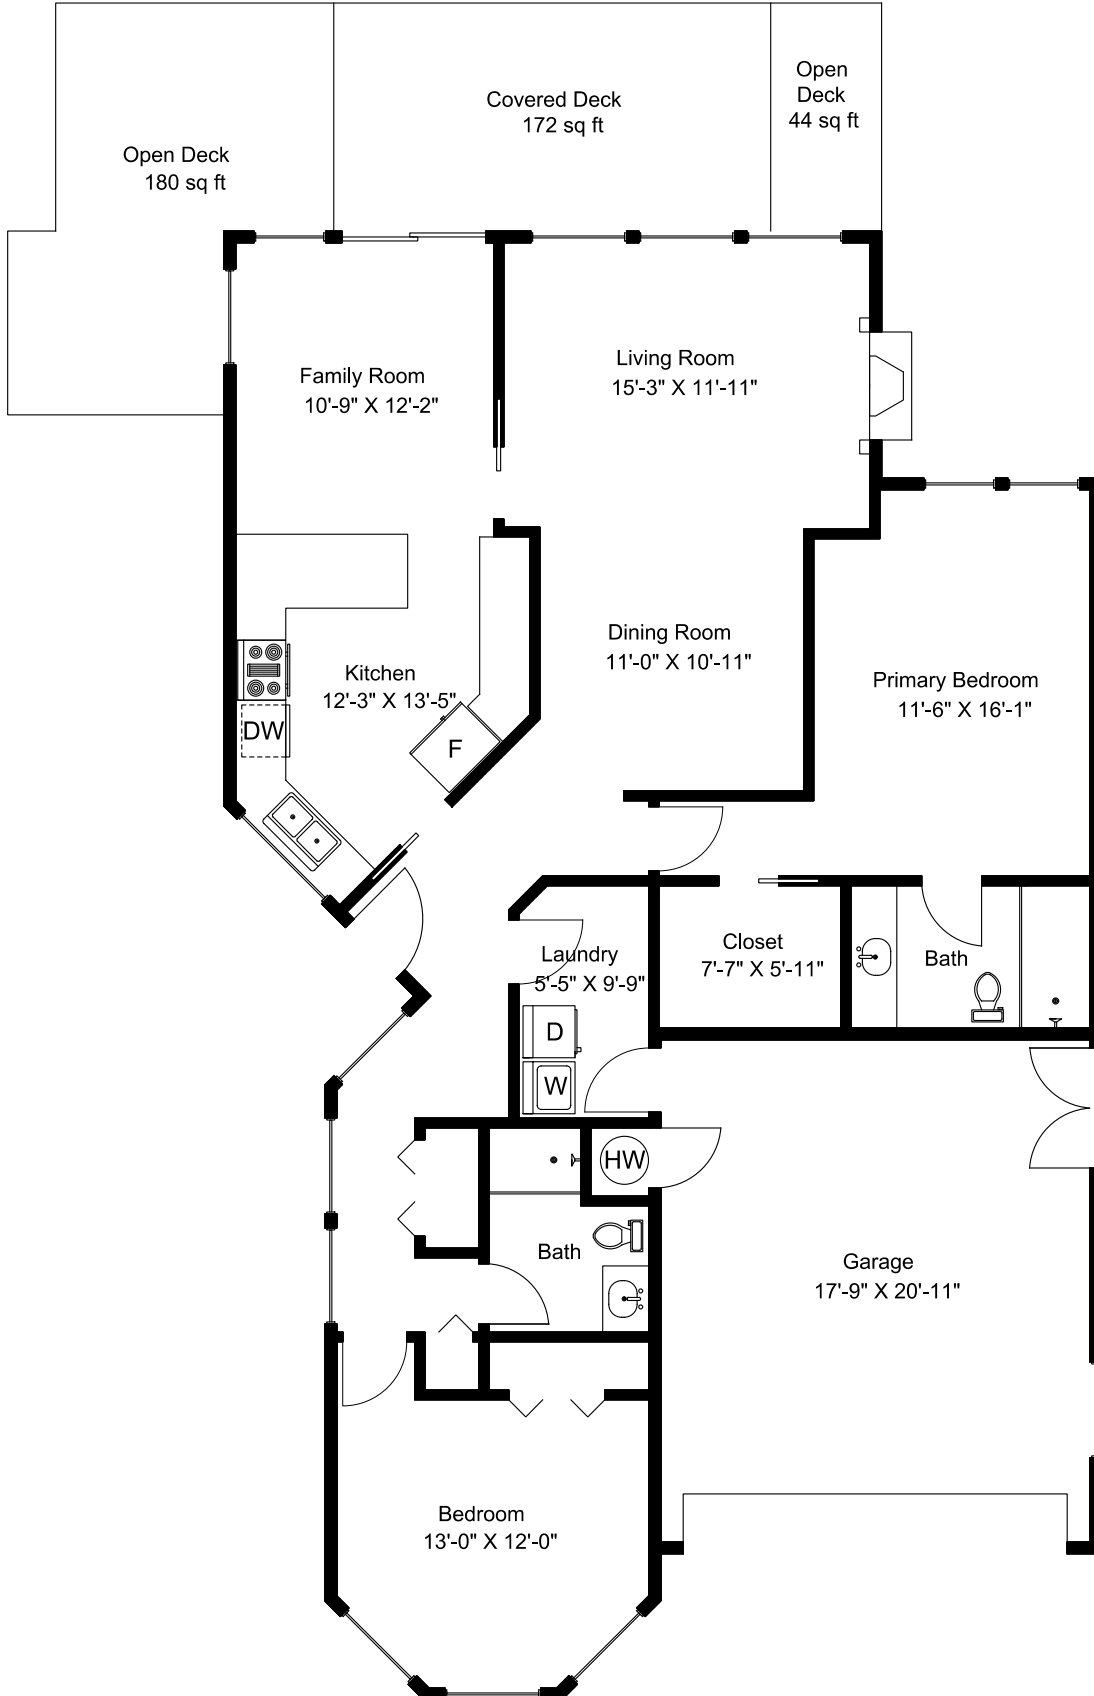 Open
Deck
44 sq ft
Covered Deck
172 sq ft
Open Deck
180 sq ft
Living Room
15'-3" X 11'-11"
Family Room
10'-9" X 12'-2"
Dining Room
11'-0" X 10'-11"
Kitchen
12'-3" X 13'-5"
Primary Bedroom
11'-6" X 16'-1"
DW
F
Closet
7'-7" X 5'-11"
Laundry
5'-5" X 9'-9"
Bath
D
W
HW
Bath
Garage
17'-9" X 20'-11"
Bedroom
13'-0" X 12'-0"